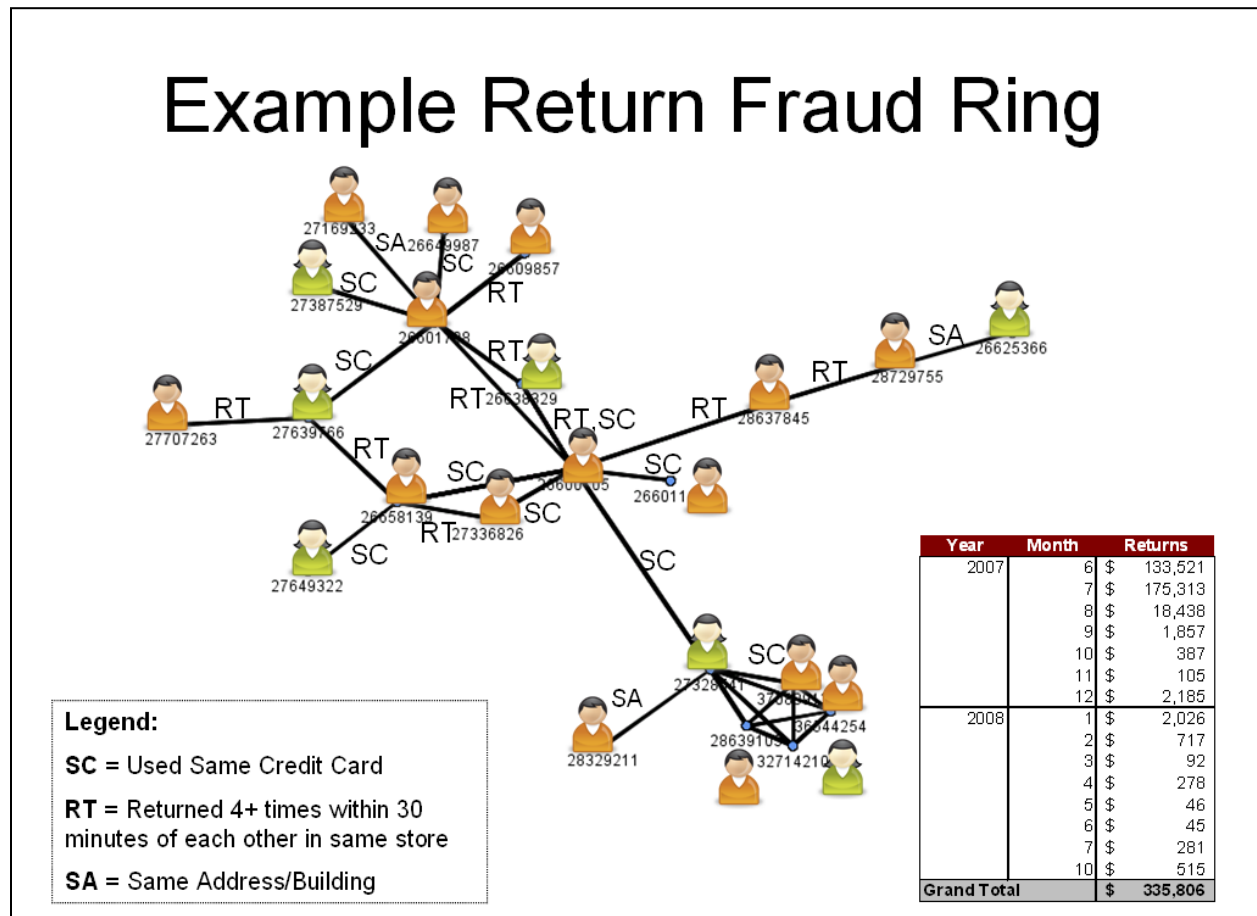 Example Return Fraud Ring
27169233
SA
26649987
SC
26609857
RT
27387529
SC
SA
26625366
28729755
RT
RT
26638329
SC
RT
28637845
RT
RT,SC
27707263
RT
27639766
RT
SC
SC
266011
26658139
RT
27336826
SC
SC
27649322
SC
SC
SA
28329211
32714210
Year Month Returns
2007 6 $ 133,521
7 $ 175,313
8 $ 18,438
9 $ 1,857
10 $ 387
11 $ 105
12 $ 2,185
2008 1 $ 2,026
2 $ 717
3 $ 92
4 $ 278
5 $ 46
6 $ 45
7 $ 281
10 $ 515
Grand Total $ 335,806
Legend:
SC = Used Same Credit Card
RT = Returned 4+ times within 30
minutes of each other in same store
SA = Same Address/Building